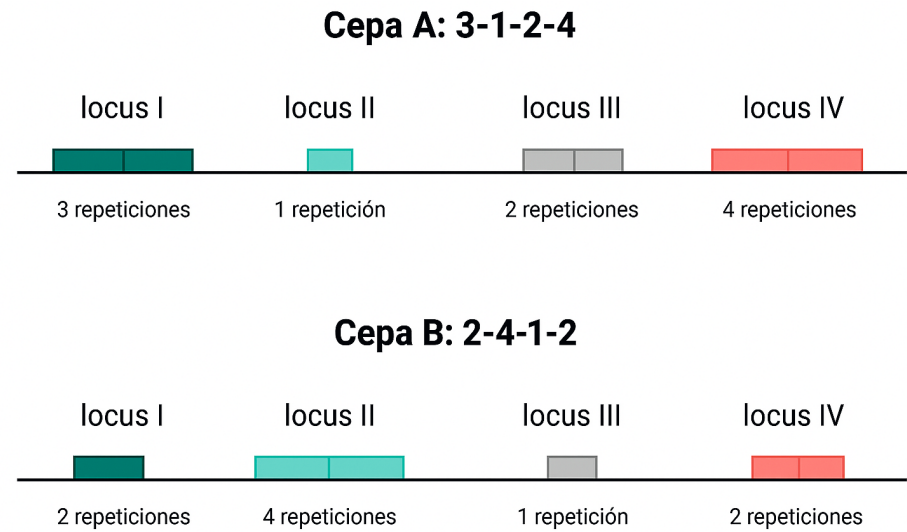 Cepa A: 3-1-2-4
locus I locus II locus III locus IV
3 repeticiones 1 repetición 2 repeticiones 4 repeticiones
Cepa B: 2-4-1-2
locus I locus II locus III locus IV
2 repeticiones 4 repeticiones 1 repetición 2 repeticiones